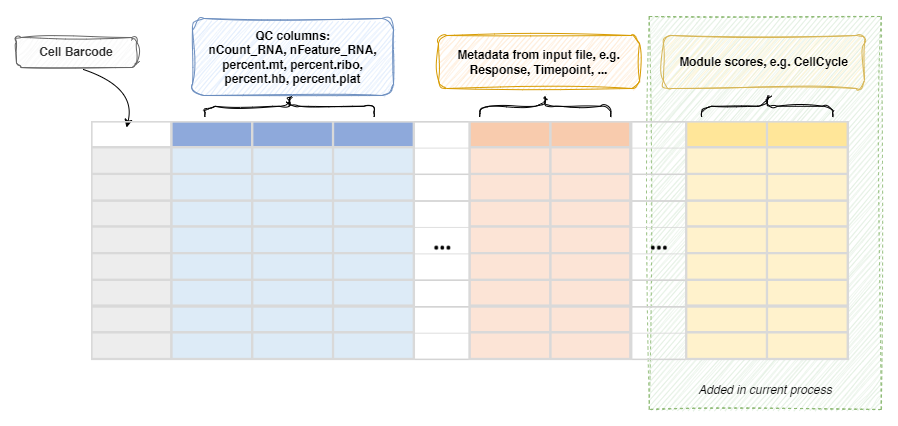 Cell Barcode
QC columns:
nCount_RNA, nFeature_RNA,
percent.mt, percent.ribo,
percent.hb, percent.plat
Metadata from input file, e.g.
Response, Timepoint, ...
Module scores, e.g. CellCycle
... ...
Added in current process